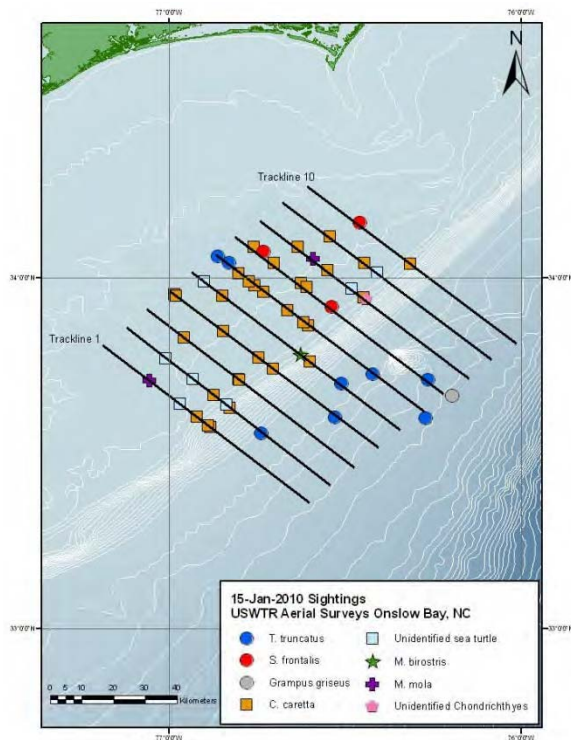 77°0'0"W
76°0'0"W
N
Trackline 10
34°0'0"N
34°0'0"N
Trackline 1
15-Jan-2010 Sightings
USWTR Aerial Surveys Onslow Bay, NC
T. truncatus
Unidentified sea turtle
S. frontalis
M. birostris
Grampus griseus
M. mola
C. caretta
Unidentified Chondrichthyes
33°0'0"N
33°0'0"N
0 5 10 20 30 40
Kilometers
77°0'0"W
76°0'0"W